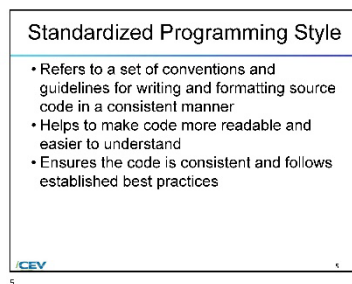 Standardized Programming Style
• Refers to a set of conventions and
guidelines for writing and formatting source
code in a consistent manner
• Helps to make code more readable and
easier to understand
• Ensures the code is consistent and follows
established best practices
iCEV
5
5